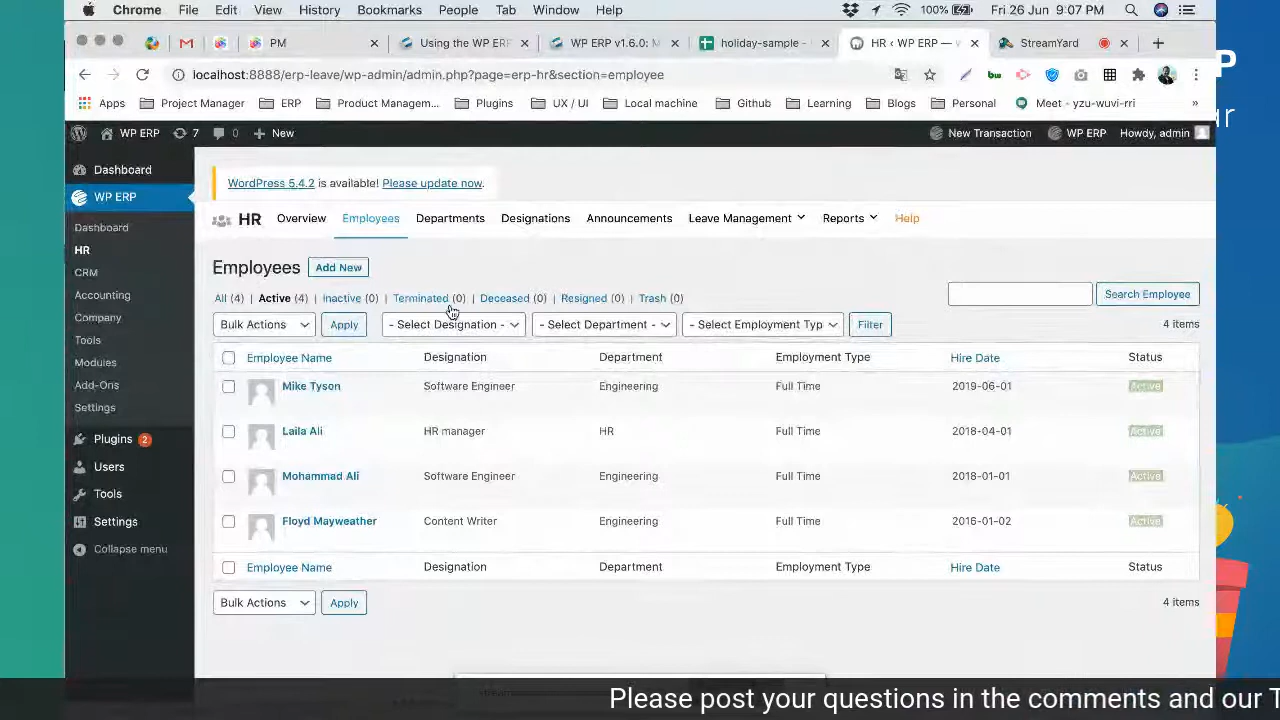 Chrome File Edit View History Bookmarks People Tab Window Help 100% Fri 26 Jun 9:07 PM
PM Using the WP ER WP ERP v1.6.0: M holiday-sample - HR ‹ WP ERP — StreamYard
localhost:8888/erp-leave/wp-admin/admin.php?page=erp-hr&section=employee
Apps Project Manager ERP Product Managem... Plugins UX / UI Local machine Github Learning Blogs Personal Meet - yzu-wuvi-rri »
WP ERP 7 0 New New Transaction WP ERP Howdy, admin
Dashboard
WP ERP
Dashboard
HR
CRM
Accounting
Company
Tools
Modules
Add-Ons
Settings
Plugins 2
Users
Tools
Settings
Collapse menu
WordPress 5.4.2 is available! Please update now.
HR Overview Employees Departments Designations Announcements Leave Management Reports Help
Employees Add New
All (4) | Active (4) | Inactive (0) | Terminated (0) | Deceased (0) | Resigned (0) | Trash (0)
Search Employee
Bulk Actions Apply - Select Designation - - Select Department - - Select Employment Typ Filter 4 items
Employee Name Designation Department Employment Type Hire Date Status
Mike Tyson Software Engineer Engineering Full Time 2019-06-01 Active
Laila Ali HR manager HR Full Time 2018-04-01 Active
Mohammad Ali Software Engineer Engineering Full Time 2018-01-01 Active
Floyd Mayweather Content Writer Engineering Full Time 2016-01-02 Active
Employee Name Designation Department Employment Type Hire Date Status
Bulk Actions Apply 4 items
Please post your questions in the comments and our T